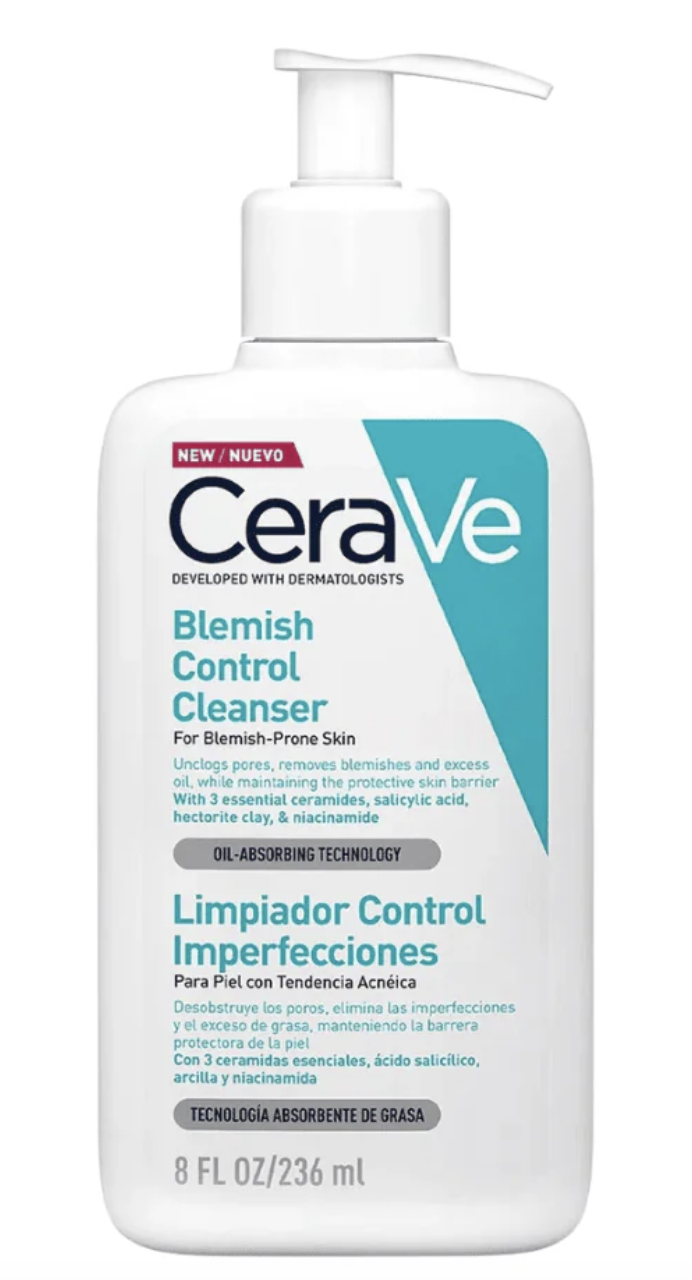 NEW / NUEVO
CeraVe
DEVELOPED WITH DERMATOLOGISTS
Blemish
Control
Cleanser
For Blemish-Prone Skin
Unclogs pores, removes blemishes and excess
oil, while maintaining the protective skin barrier
With 3 essential ceramides, salicylic acid,
hectorite clay, & niacinamide
OIL-ABSORBING TECHNOLOGY
Limpiador Control
Imperfecciones
Para Piel con Tendencia Acnéica
Desobstruye los poros, elimina las imperfecciones
y el exceso de grasa, manteniendo la barrera
protectora de la piel
Con 3 ceramidas esenciales, ácido salicílico,
arcilla y niacinamida
TECNOLOGÍA ABSORBENTE DE GRASA
8 FL OZ/236 ml